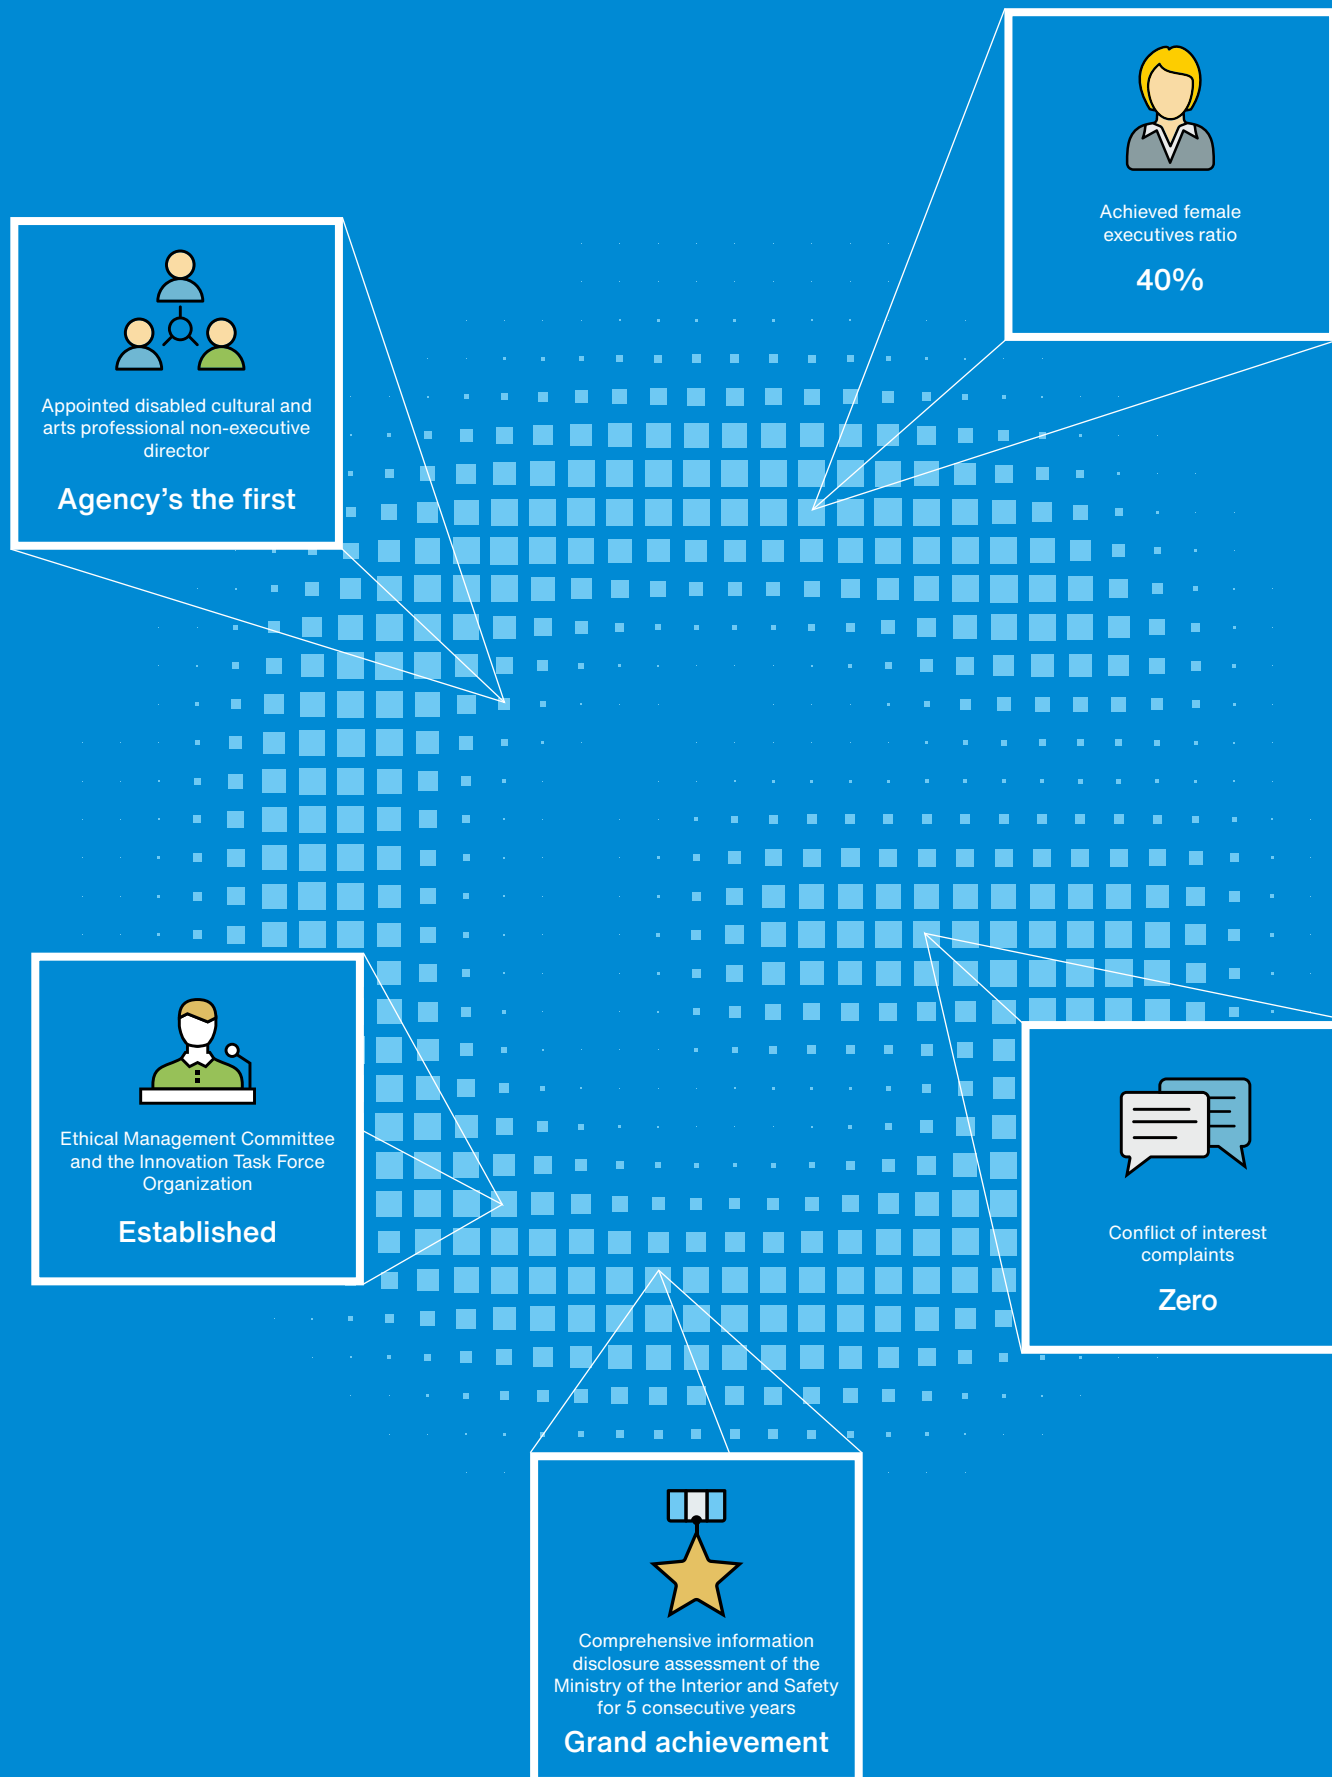 Achieved female
executives ratio
40%
Appointed disabled cultural and
arts professional non-executive
director
Agency's the first
Ethical Management Committee
and the Innovation Task Force
Organization
Established
Conflict of interest
complaints
Zero
Comprehensive information
disclosure assessment of the
Ministry of the Interior and Safety
for 5 consecutive years
Grand achievement